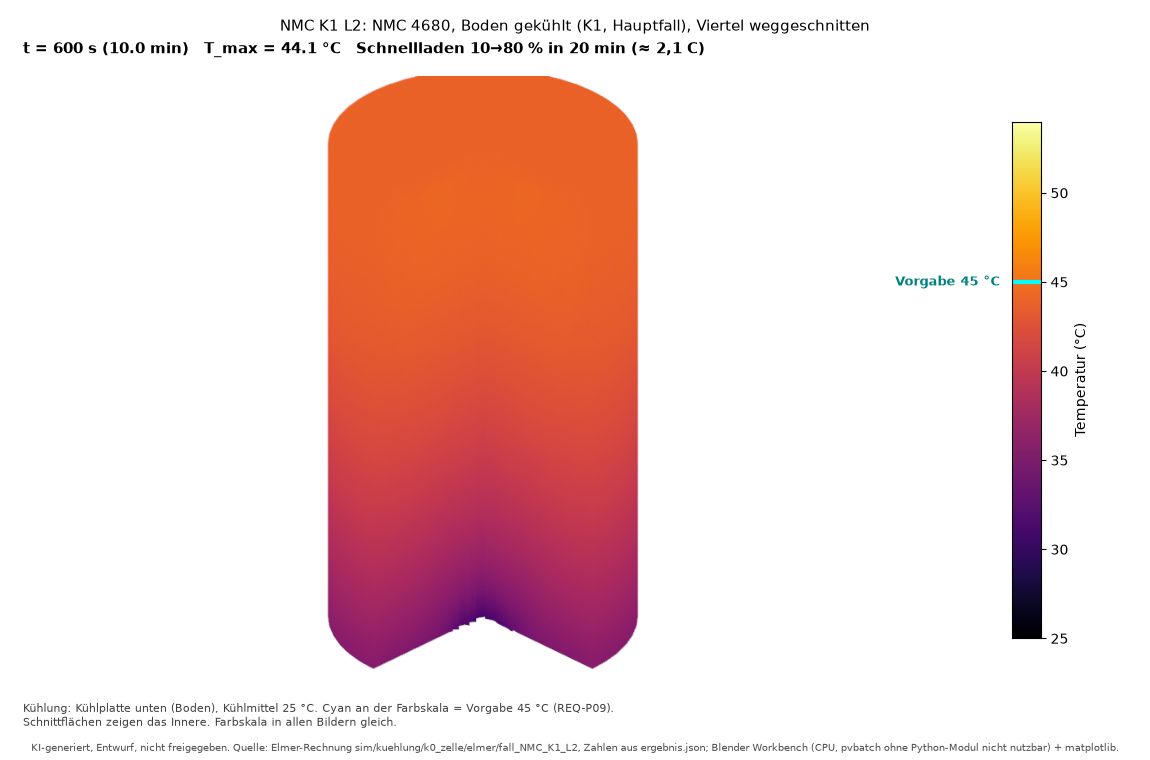 NMC K1 L2: NMC 4680, Boden gekühlt (K1, Hauptfall), Viertel weggeschnitten
t = 600 s (10.0 min)   T_max = 44.1 °C   Schnellladen 10→80 % in 20 min (≈ 2,1 C)
50
Vorgabe 45 °C
45
40
35
30
25
Temperatur (°C)
Kühlung: Kühlplatte unten (Boden), Kühlmittel 25 °C. Cyan an der Farbskala = Vorgabe 45 °C (REQ-P09).
Schnittflächen zeigen das Innere. Farbskala in allen Bildern gleich.
KI-generiert, Entwurf, nicht freigegeben. Quelle: Elmer-Rechnung sim/kuehlung/k0_zelle/elmer/fall_NMC_K1_L2, Zahlen aus ergebnis.json; Blender Workbench (CPU, pvbatch ohne Python-Modul nicht nutzbar) + matplotlib.